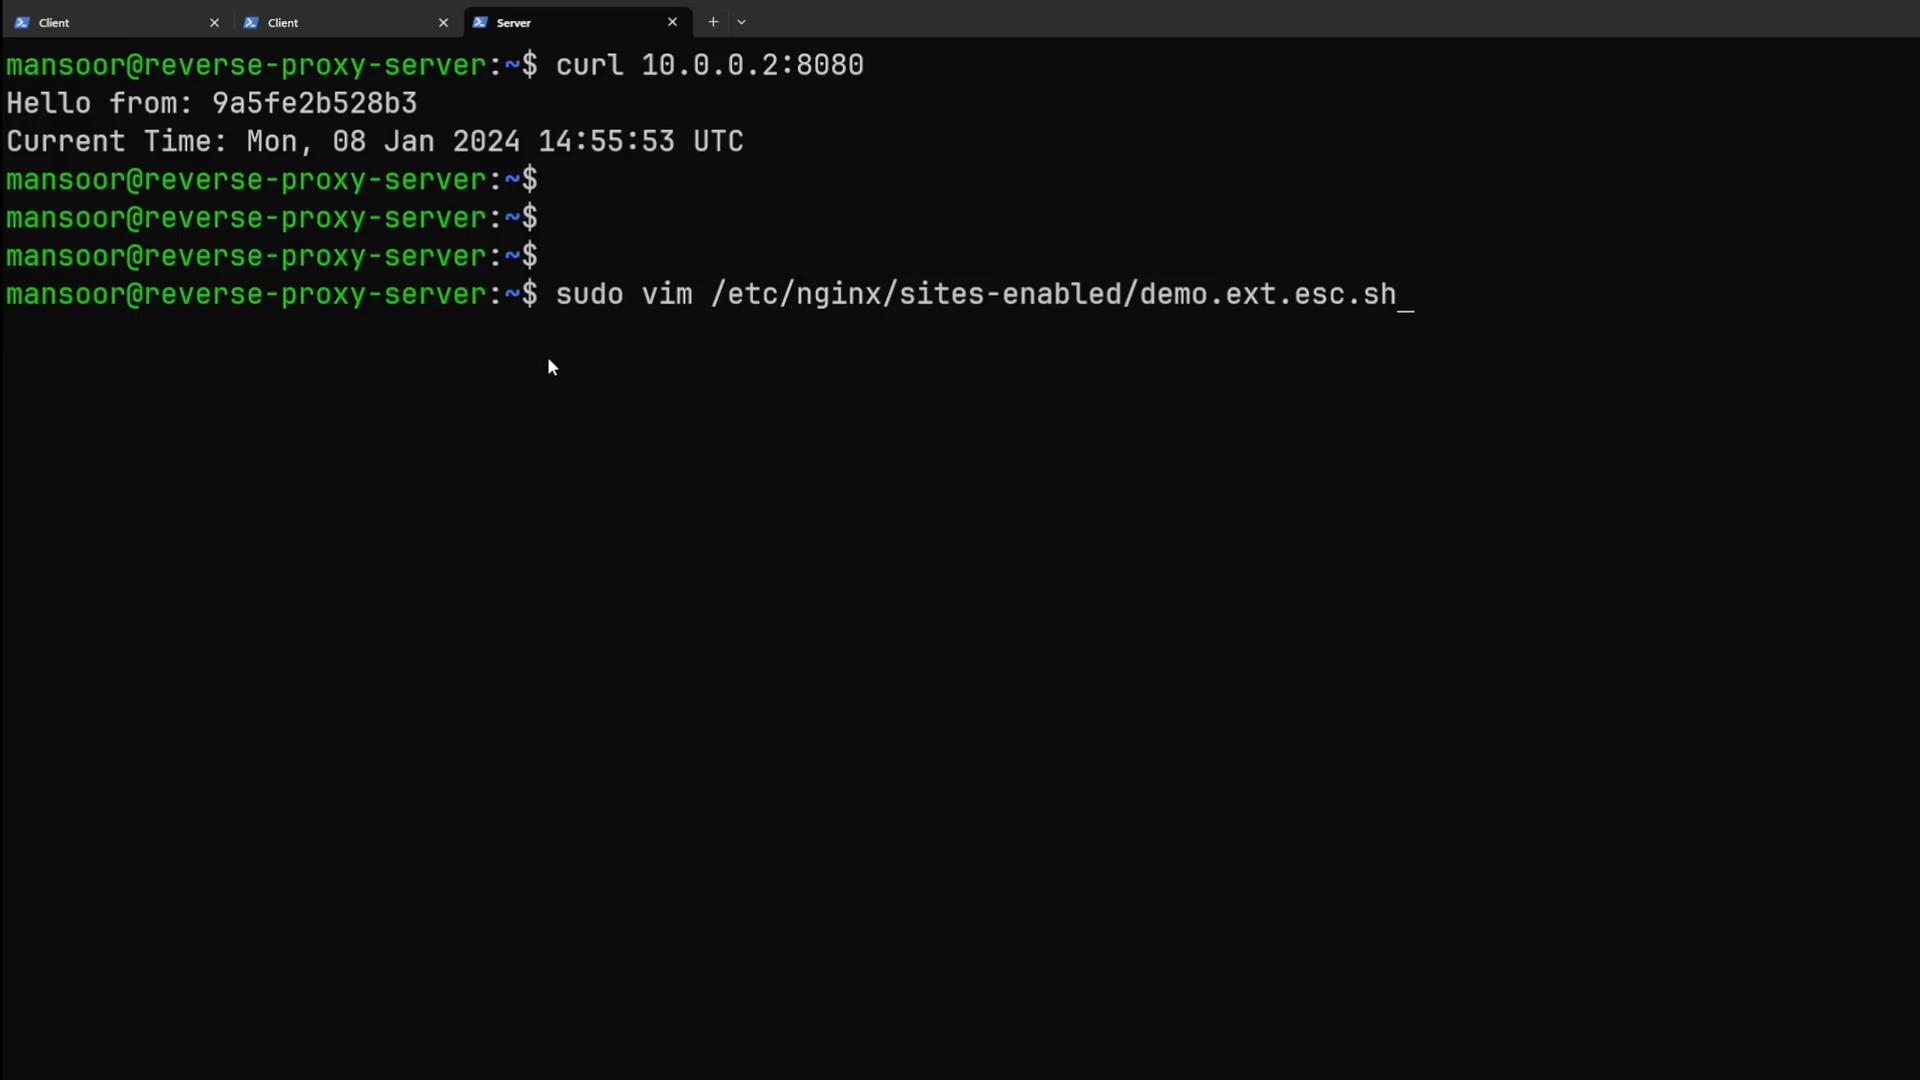 Client
Client
Server
mansoor@reverse-proxy-server:~$ curl 10.0.0.2:8080
Hello from: 9a5fe2b528b3
Current Time: Mon, 08 Jan 2024 14:55:53 UTC
mansoor@reverse-proxy-server:~$
mansoor@reverse-proxy-server:~$
mansoor@reverse-proxy-server:~$
mansoor@reverse-proxy-server:~$ sudo vim /etc/nginx/sites-enabled/demo.ext.esc.sh_